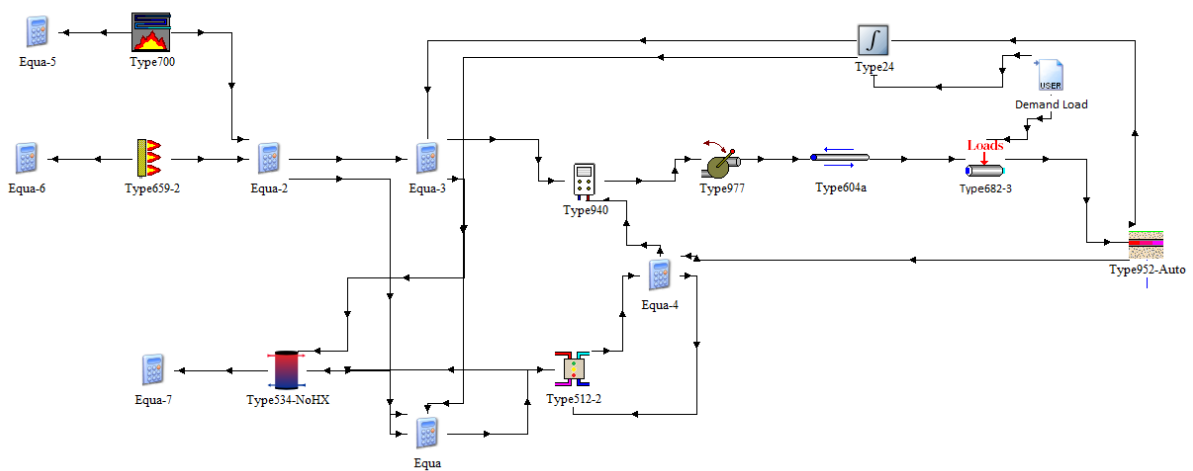 Equa-5
Type700
Type24
USER
Demand Load
Equa-6
Type659-2
Equa-2
Equa-3
Type940
Type977
Type604a
Loads
Type682-3
Type952-Auto
Equa-4
Equa-7
Type534-NoHX
Type512-2
Equa